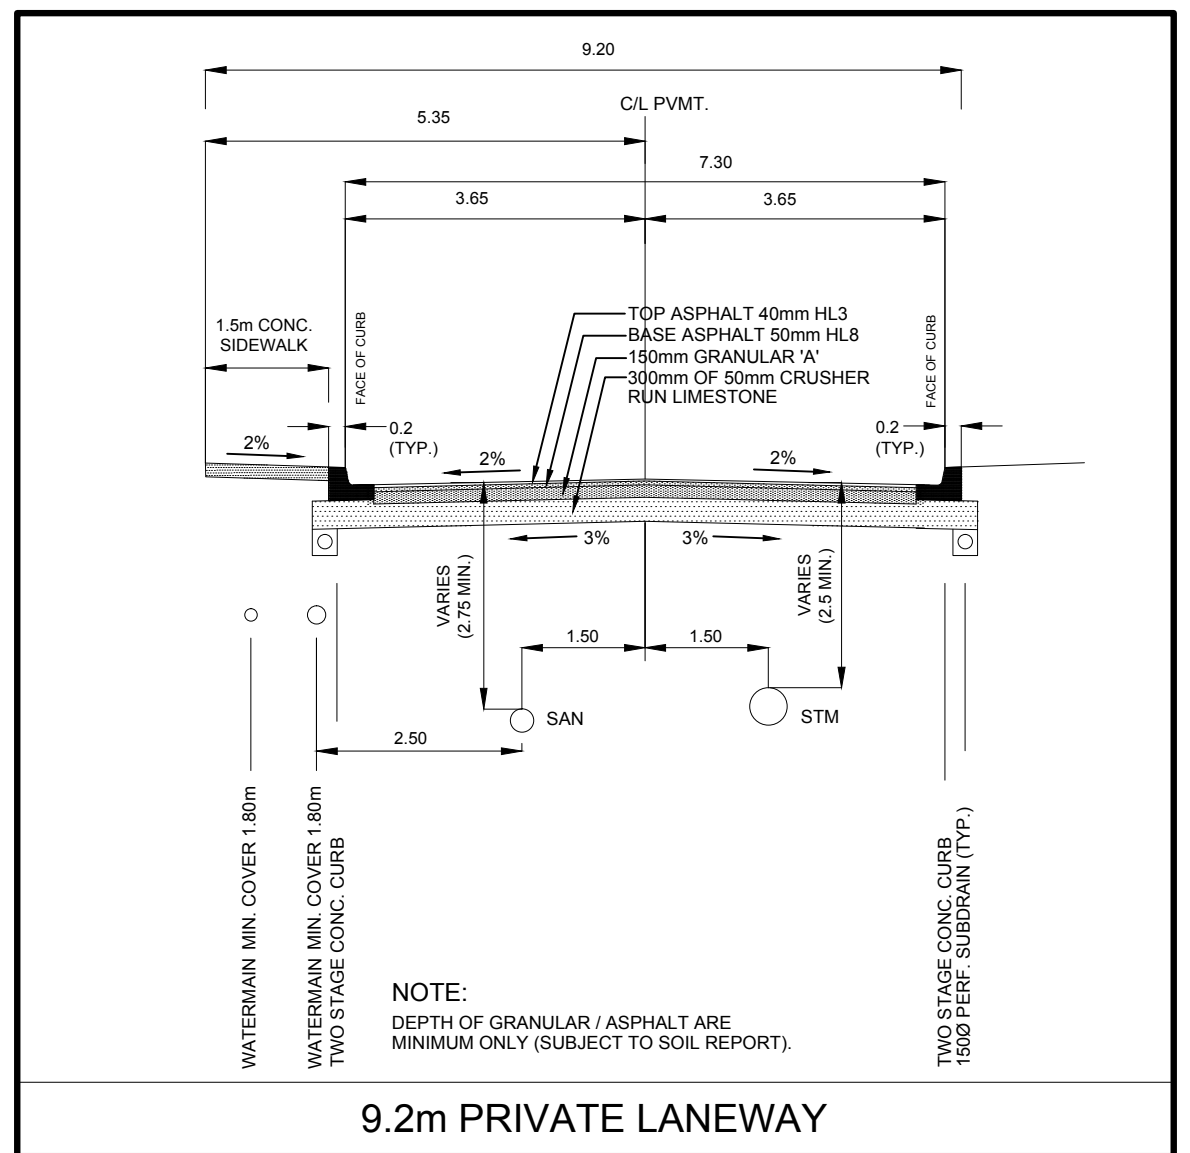 9.20
C/L PVMT.
5.35
7.30
3.65
3.65
TOP ASPHALT 40mm HL3
BASE ASPHALT 50mm HL8
150mm GRANULAR 'A'
300mm OF 50mm CRUSHER
RUN LIMESTONE
1.5m CONC.
SIDEWALK
FACE OF CURB
FACE OF CURB
0.2
(TYP.)
0.2
(TYP.)
2%
2%
2%
3%
3%
VARIES
(2.75 MIN.)
VARIES
(2.5 MIN.)
1.50
1.50
SAN
STM
2.50
WATERMAIN MIN. COVER 1.80m
WATERMAIN MIN. COVER 1.80m
TWO STAGE CONC. CURB
TWO STAGE CONC. CURB
150Ø PERF. SUBDRAIN (TYP.)
NOTE:
DEPTH OF GRANULAR / ASPHALT ARE
MINIMUM ONLY (SUBJECT TO SOIL REPORT).
9.2m PRIVATE LANEWAY